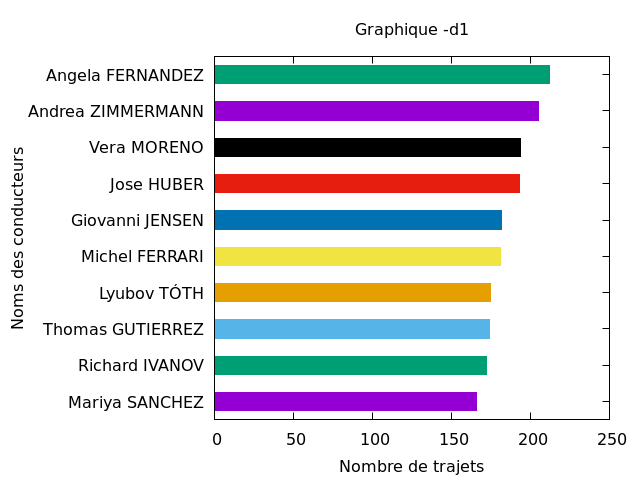 Graphique -d1
Angela FERNANDEZ
Andrea ZIMMERMANN
Vera MORENO
Jose HUBER
Giovanni JENSEN
Michel FERRARI
Lyubov TÓTH
Thomas GUTIERREZ
Richard IVANOV
Mariya SANCHEZ
Noms des conducteurs
0 50 100 150 200 250
Nombre de trajets